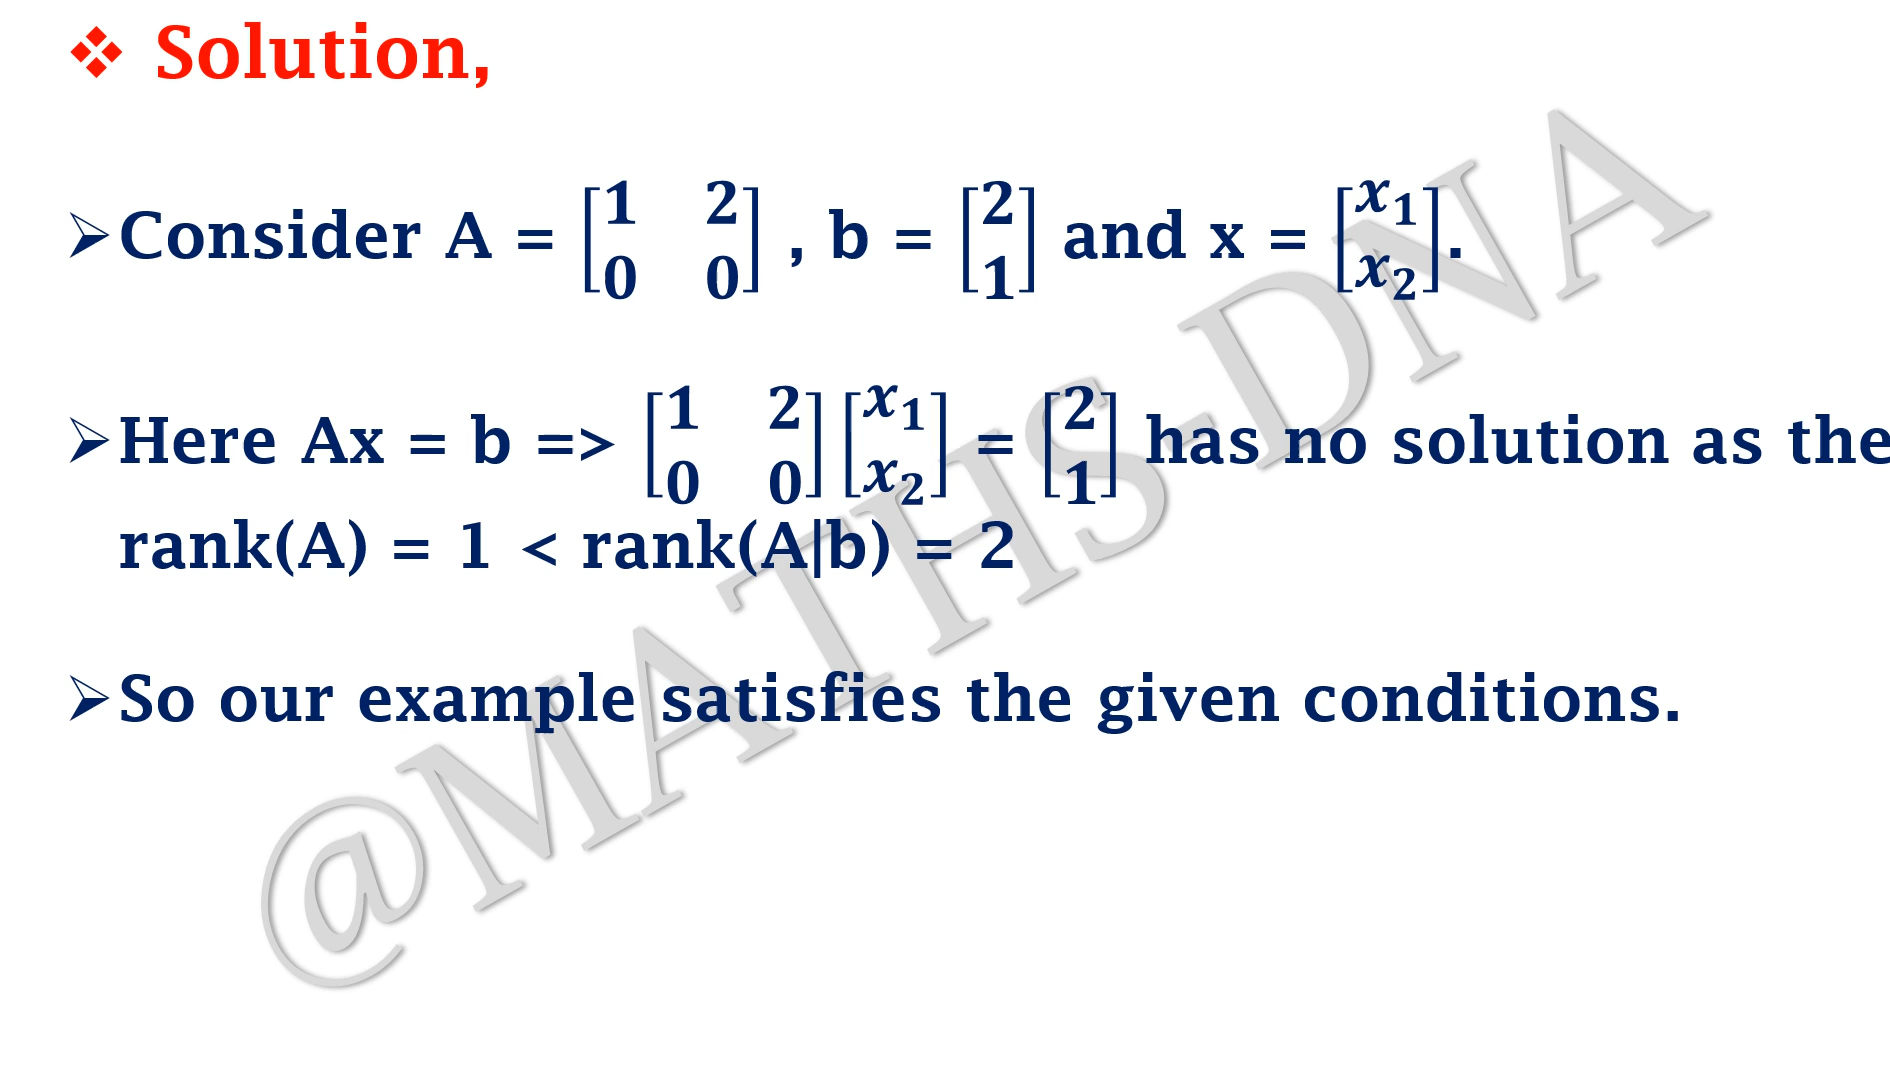 ❖ Solution,
➢Consider A = [1 2; 0 0] , b = [2; 1] and x = [x₁; x₂].
➢Here Ax = b => [1 2; 0 0][x₁; x₂] = [2; 1] has no solution as the
rank(A) = 1 < rank(A|b) = 2
➢So our example satisfies the given conditions.
@MATHS-DNA